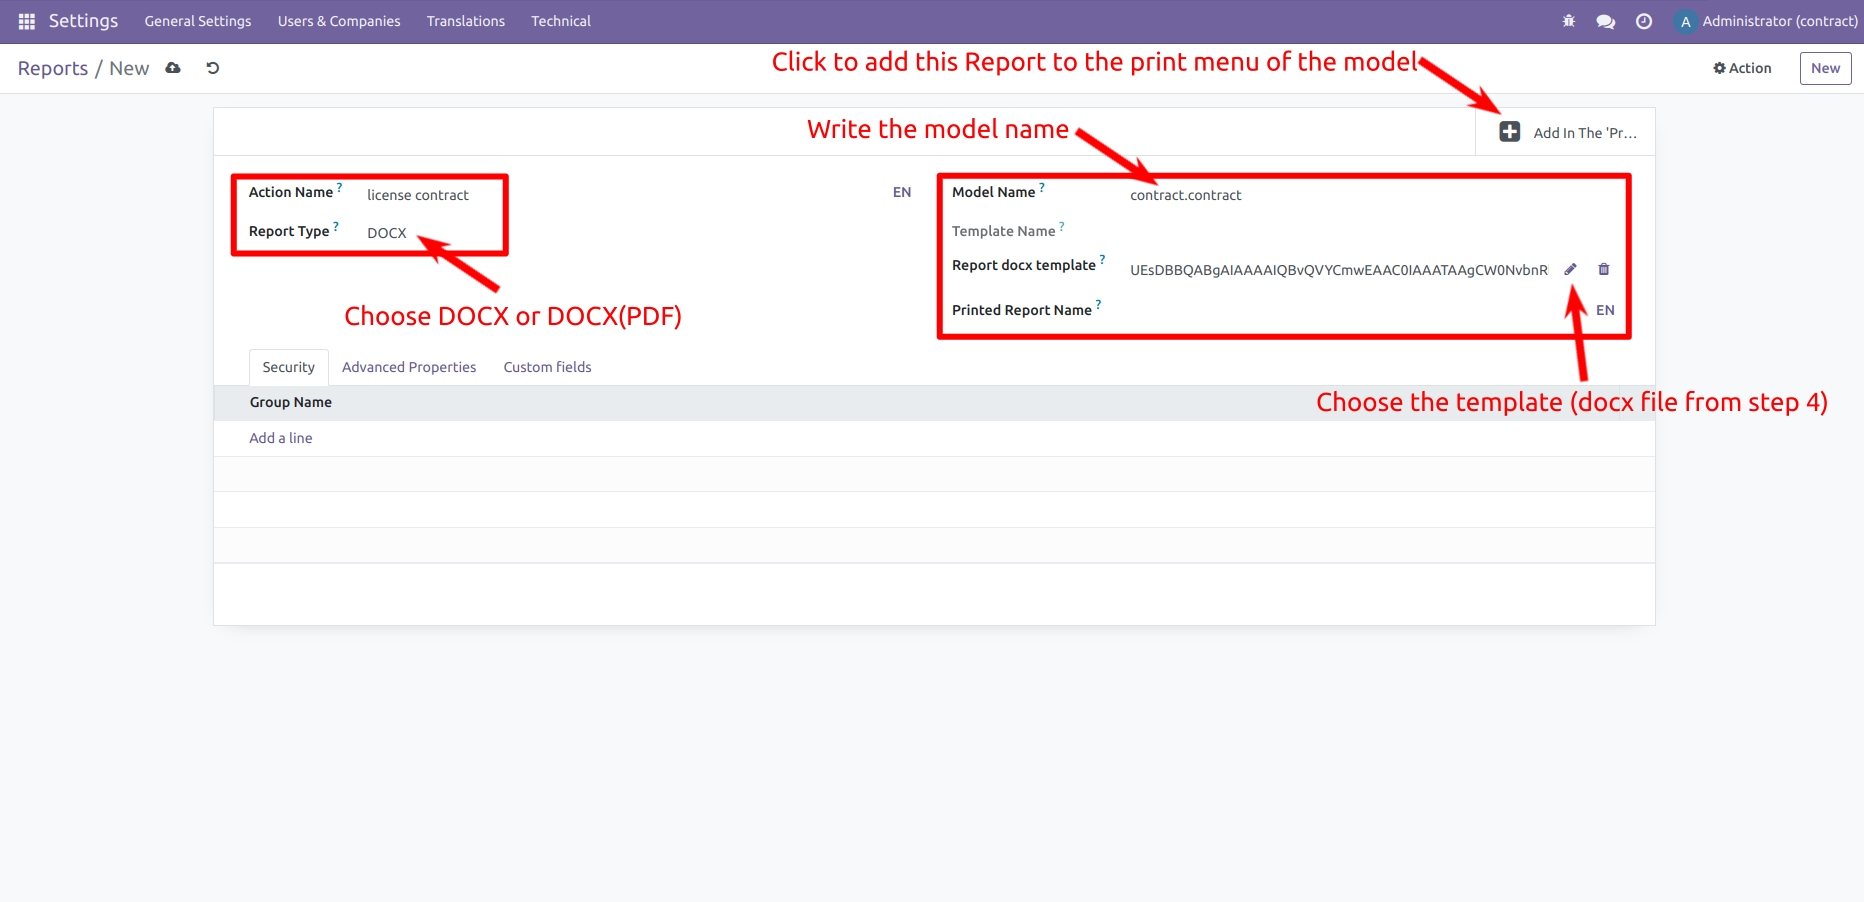 Settings General Settings Users & Companies Translations Technical A Administrator (contract)
Reports / New Action New
Click to add this Report to the print menu of the model
Write the model name
Add In The 'Pr...
Action Name ? license contract EN
Report Type ? DOCX
Model Name ? contract.contract
Template Name ?
Report docx template ? UEsDBBQABgAIAAAAIQBvQVYCmwEAAC0IAAATAAgCW0NvbnR
Printed Report Name ? EN
Choose DOCX or DOCX(PDF)
Security Advanced Properties Custom fields
Choose the template (docx file from step 4)
Group Name
Add a line